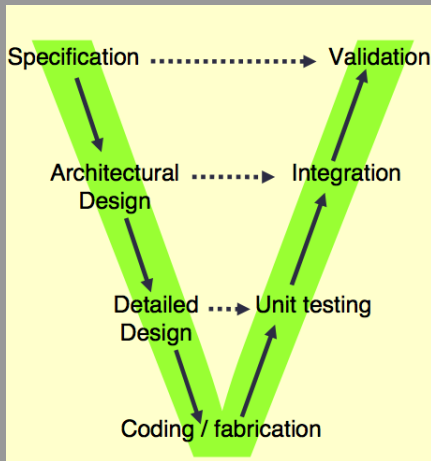 Specification
Validation
Architectural
Design
Integration
Detailed
Design
Unit testing
Coding / fabrication